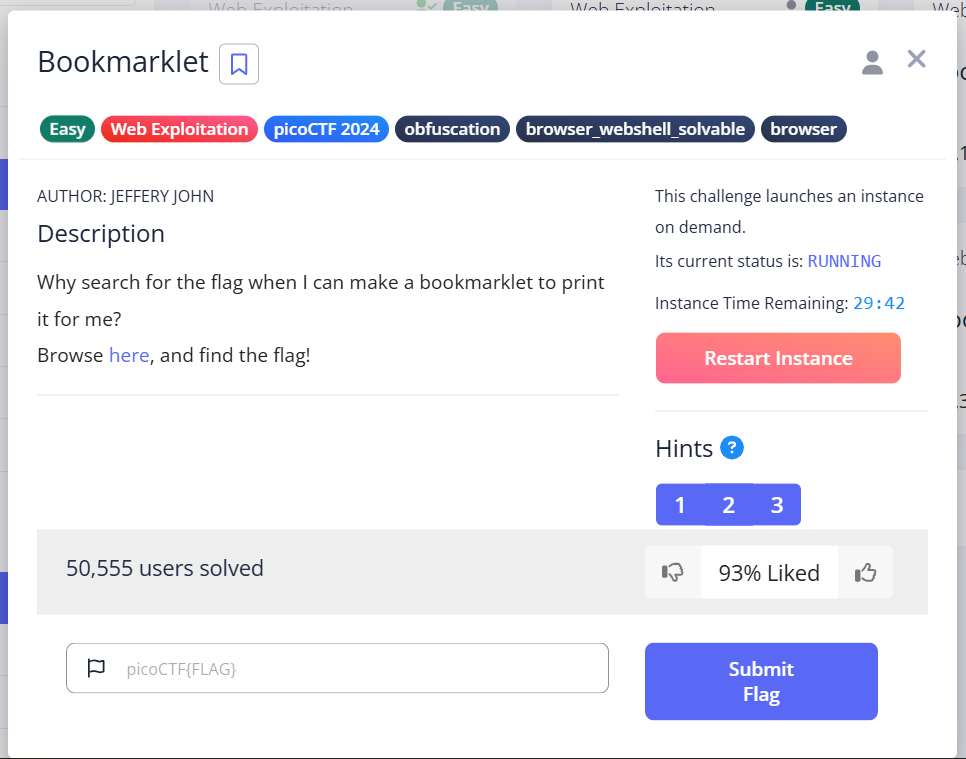 Web Exploitation Easy Web Exploitation Easy
Bookmarklet
Easy Web Exploitation picoCTF 2024 obfuscation browser_webshell_solvable browser
AUTHOR: JEFFERY JOHN
Description
Why search for the flag when I can make a bookmarklet to print
it for me?
Browse here, and find the flag!
This challenge launches an instance
on demand.
Its current status is: RUNNING
Instance Time Remaining: 29:42
Restart Instance
Hints ?
1 2 3
50,555 users solved
93% Liked
picoCTF{FLAG}
Submit
Flag